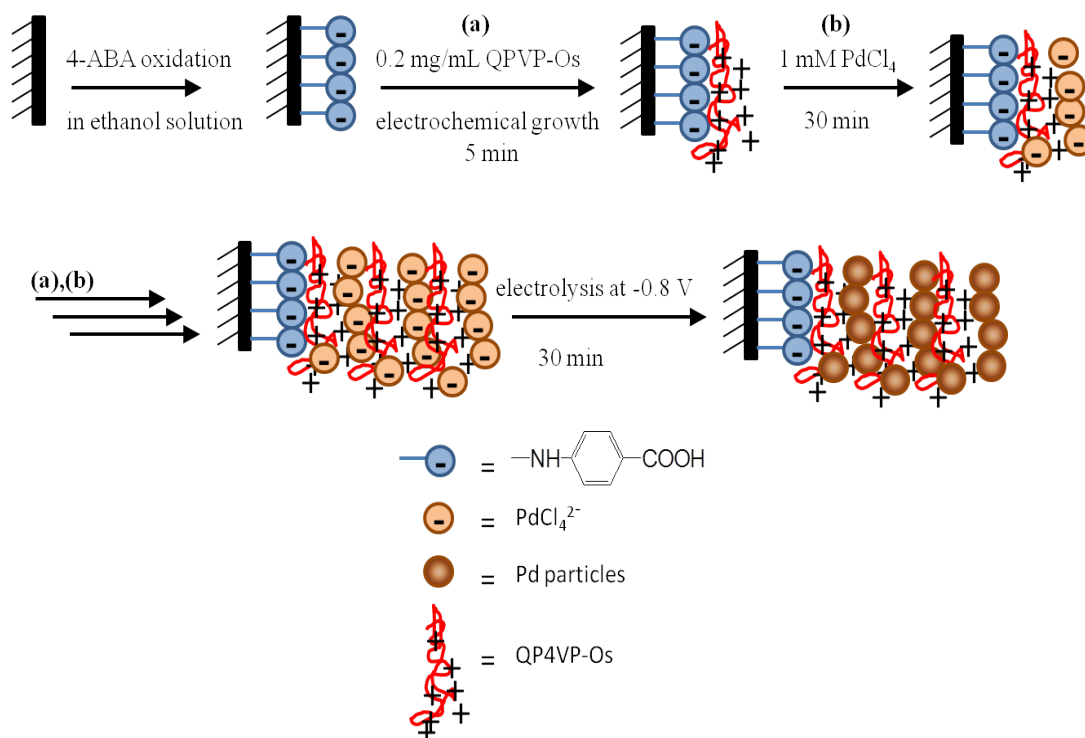 (a)
(b)
4-ABA oxidation
in ethanol solution
0.2 mg/mL QPVP-Os
electrochemical growth
5 min
1 mM PdCl₄
30 min
(a),(b)
electrolysis at -0.8 V
30 min
= —NH COOH
= PdCl₄²⁻
= Pd particles
= QP4VP-Os